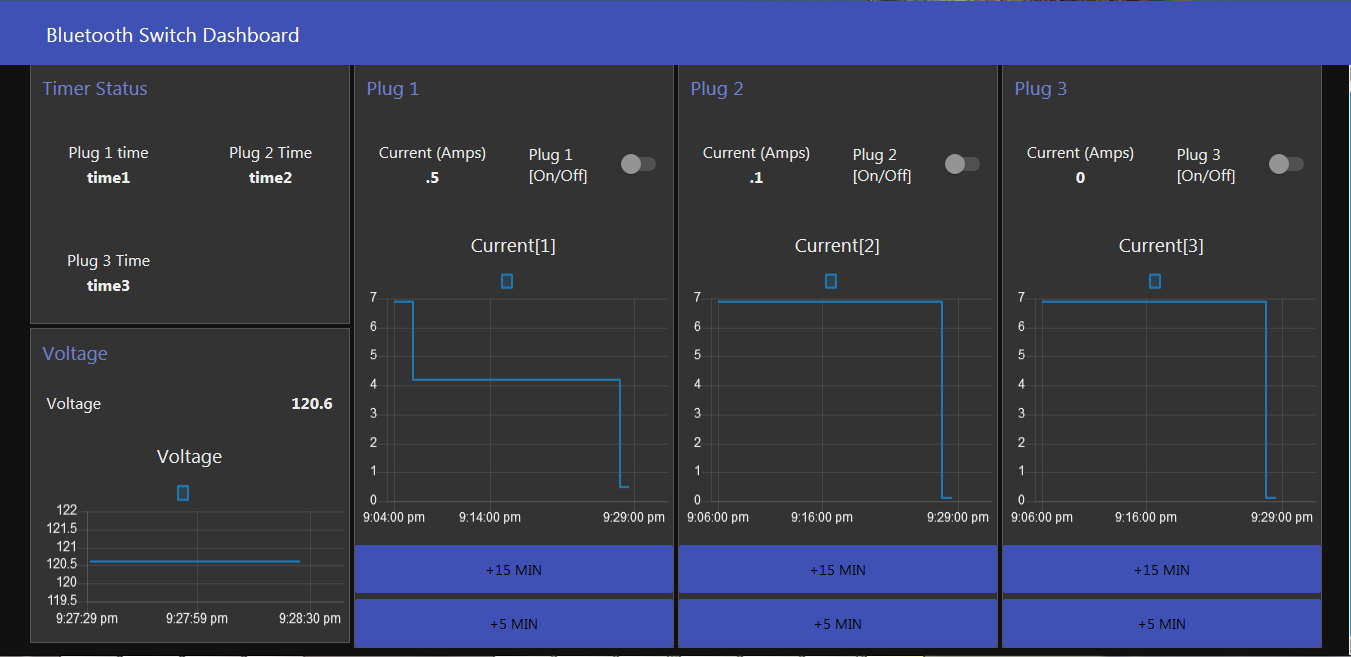 Bluetooth Switch Dashboard
Timer Status
Plug 1 time
time1
Plug 2 Time
time2
Plug 3 Time
time3
Voltage
Voltage 120.6
Voltage
122
121.5
121
120.5
120
119.5
9:27:29 pm 9:27:59 pm 9:28:30 pm
Plug 1
Current (Amps)
.5
Plug 1
[On/Off]
Current[1]
7
6
5
4
3
2
1
0
9:04:00 pm 9:14:00 pm 9:29:00 pm
+15 MIN
+5 MIN
Plug 2
Current (Amps)
.1
Plug 2
[On/Off]
Current[2]
7
6
5
4
3
2
1
0
9:06:00 pm 9:16:00 pm 9:29:00 pm
+15 MIN
+5 MIN
Plug 3
Current (Amps)
0
Plug 3
[On/Off]
Current[3]
7
6
5
4
3
2
1
0
9:06:00 pm 9:16:00 pm 9:29:00 pm
+15 MIN
+5 MIN